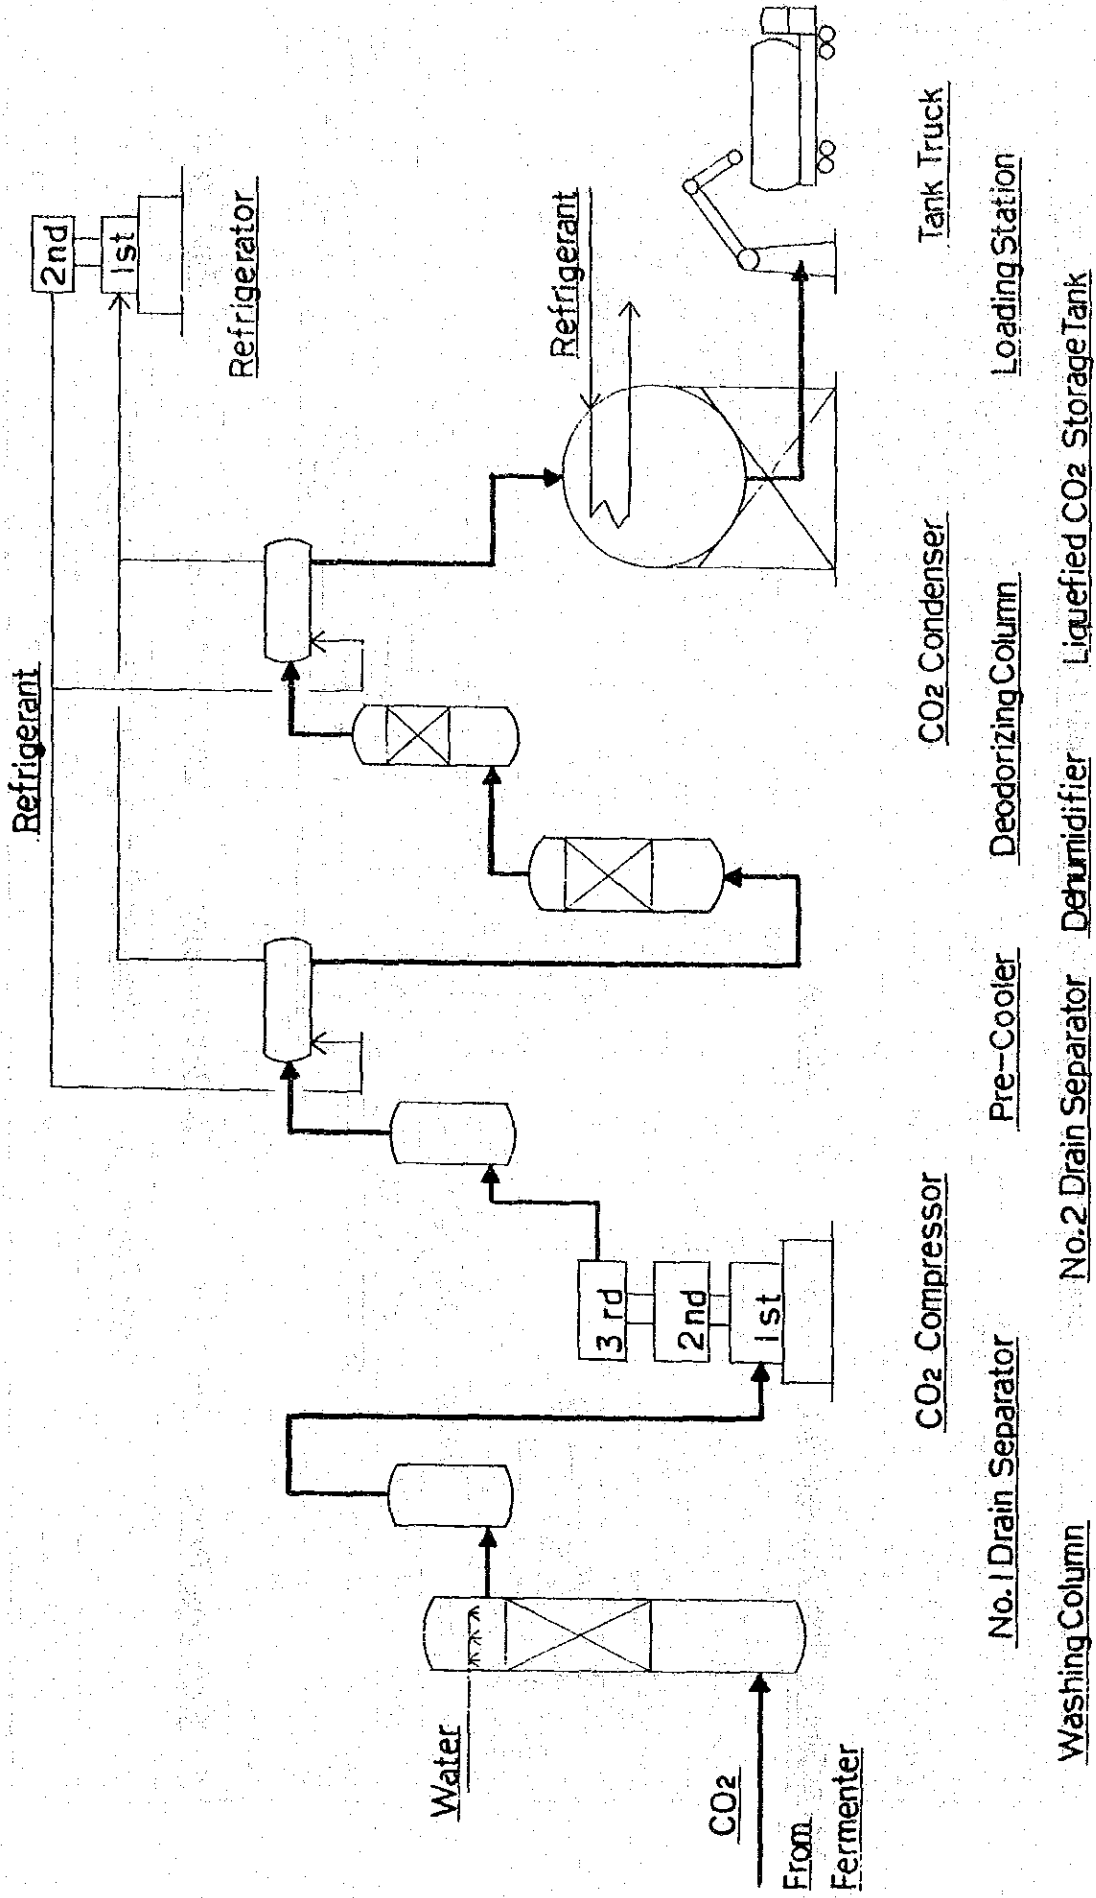 Refrigerant
2nd
1st
Refrigerator
Refrigerant
Water
3 rd
2nd
1st
CO2
From
Fermenter
CO2 Compressor
CO2 Condenser
Tank Truck
No. 1 Drain Separator
Pre-Cooler
Deodorizing Column
Loading Station
Washing Column
No. 2 Drain Separator
Dehumidifier
Liquefied CO2 Storage Tank